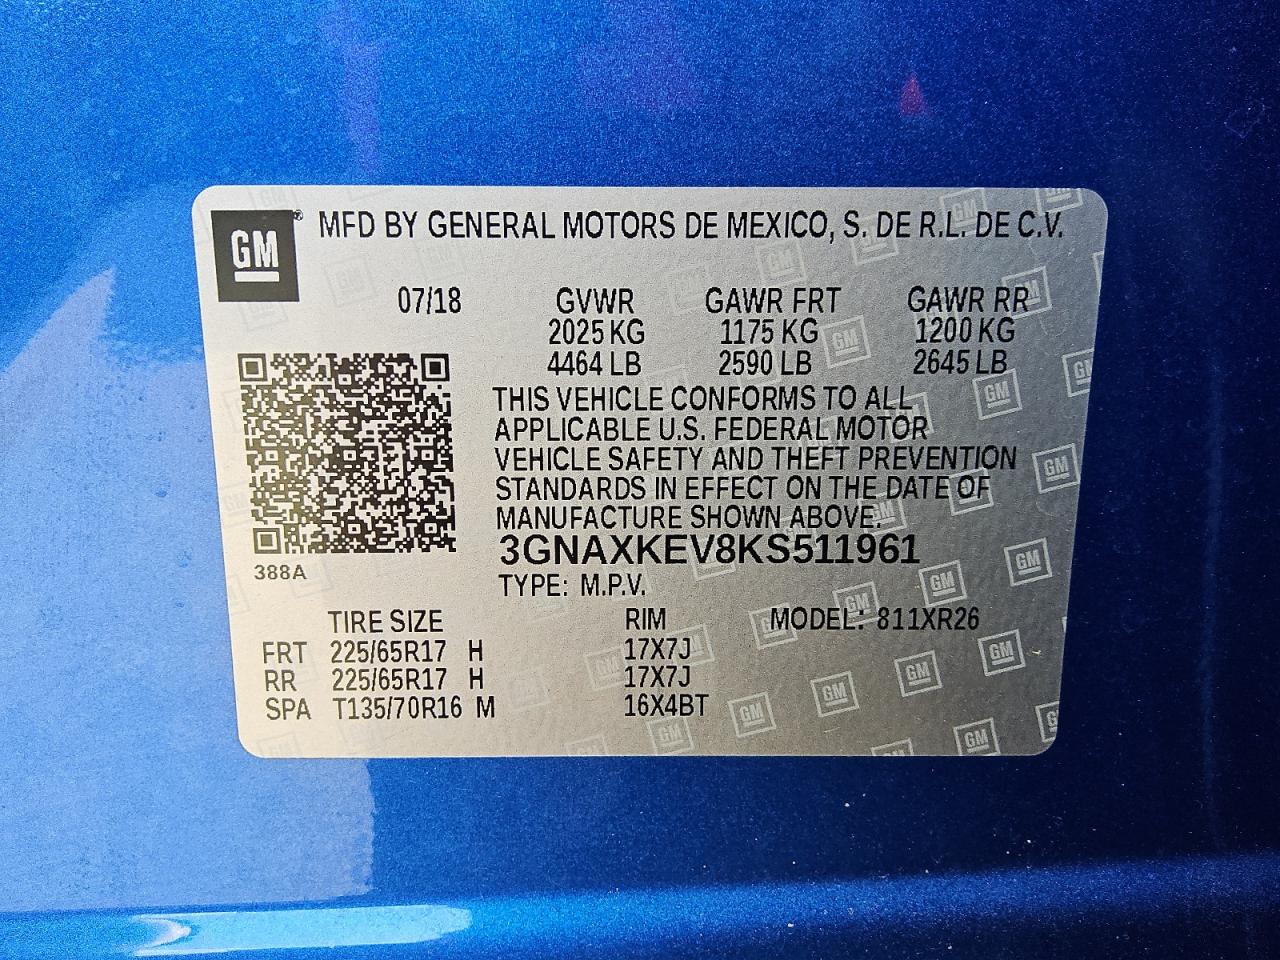 GM® MFD BY GENERAL MOTORS DE MEXICO, S. DE R.L. DE C.V.
07/18 GVWR GAWR FRT GAWR RR
2025 KG 1175 KG 1200 KG
4464 LB 2590 LB 2645 LB
THIS VEHICLE CONFORMS TO ALL
APPLICABLE U.S. FEDERAL MOTOR
VEHICLE SAFETY AND THEFT PREVENTION
STANDARDS IN EFFECT ON THE DATE OF
MANUFACTURE SHOWN ABOVE.
3GNAXKEV8KS511961
388A
TYPE: M.P.V.
TIRE SIZE RIM MODEL: 811XR26
FRT 225/65R17 H 17X7J
RR 225/65R17 H 17X7J
SPA T135/70R16 M 16X4BT